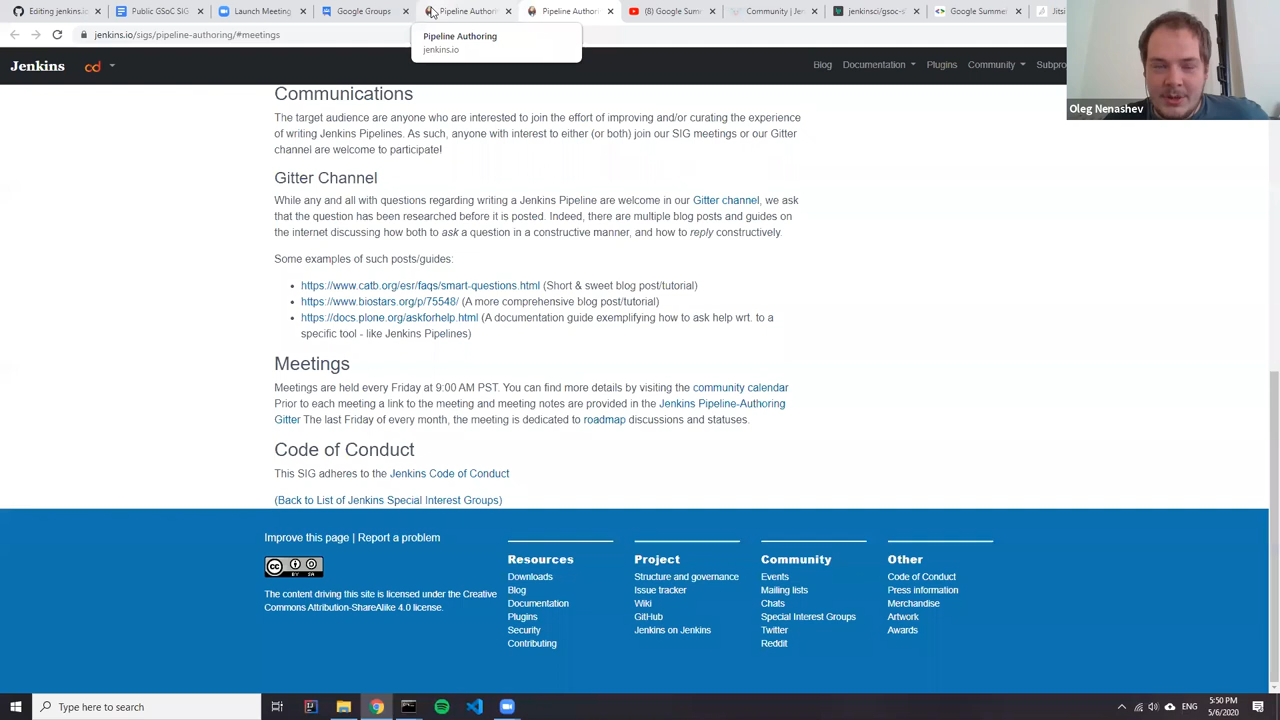 Editing jenkins.io
Public GSoC SIG
Launch Meeting
Google Groups
Pipeline Authorin
Pipeline Authorin
(8) Google Summ
Community | Jen
jenkinsci/gsoc-s
Google Summe
Jitsi
jenkins.io/sigs/pipeline-authoring/#meetings
Pipeline Authoring
jenkins.io
Jenkins
cd
Blog
Documentation
Plugins
Community
Subpro
Oleg Nenashev
Communications
The target audience are anyone who are interested to join the effort of improving and/or curating the experience
of writing Jenkins Pipelines. As such, anyone with interest to either (or both) join our SIG meetings or our Gitter
channel are welcome to participate!
Gitter Channel
While any and all with questions regarding writing a Jenkins Pipeline are welcome in our Gitter channel, we ask
that the question has been researched before it is posted. Indeed, there are multiple blog posts and guides on
the internet discussing how both to ask a question in a constructive manner, and how to reply constructively.
Some examples of such posts/guides:
https://www.catb.org/esr/faqs/smart-questions.html (Short & sweet blog post/tutorial)
https://www.biostars.org/p/75548/ (A more comprehensive blog post/tutorial)
https://docs.plone.org/askforhelp.html (A documentation guide exemplifying how to ask help wrt. to a
specific tool - like Jenkins Pipelines)
Meetings
Meetings are held every Friday at 9:00 AM PST. You can find more details by visiting the community calendar
Prior to each meeting a link to the meeting and meeting notes are provided in the Jenkins Pipeline-Authoring
Gitter The last Friday of every month, the meeting is dedicated to roadmap discussions and statuses.
Code of Conduct
This SIG adheres to the Jenkins Code of Conduct
(Back to List of Jenkins Special Interest Groups)
Improve this page | Report a problem
CC BY SA
The content driving this site is licensed under the Creative
Commons Attribution-ShareAlike 4.0 license.
Resources
Downloads
Blog
Documentation
Plugins
Security
Contributing
Project
Structure and governance
Issue tracker
Wiki
GitHub
Jenkins on Jenkins
Community
Events
Mailing lists
Chats
Special Interest Groups
Twitter
Reddit
Other
Code of Conduct
Press information
Merchandise
Artwork
Awards
Type here to search
ENG
5:50 PM
5/6/2020